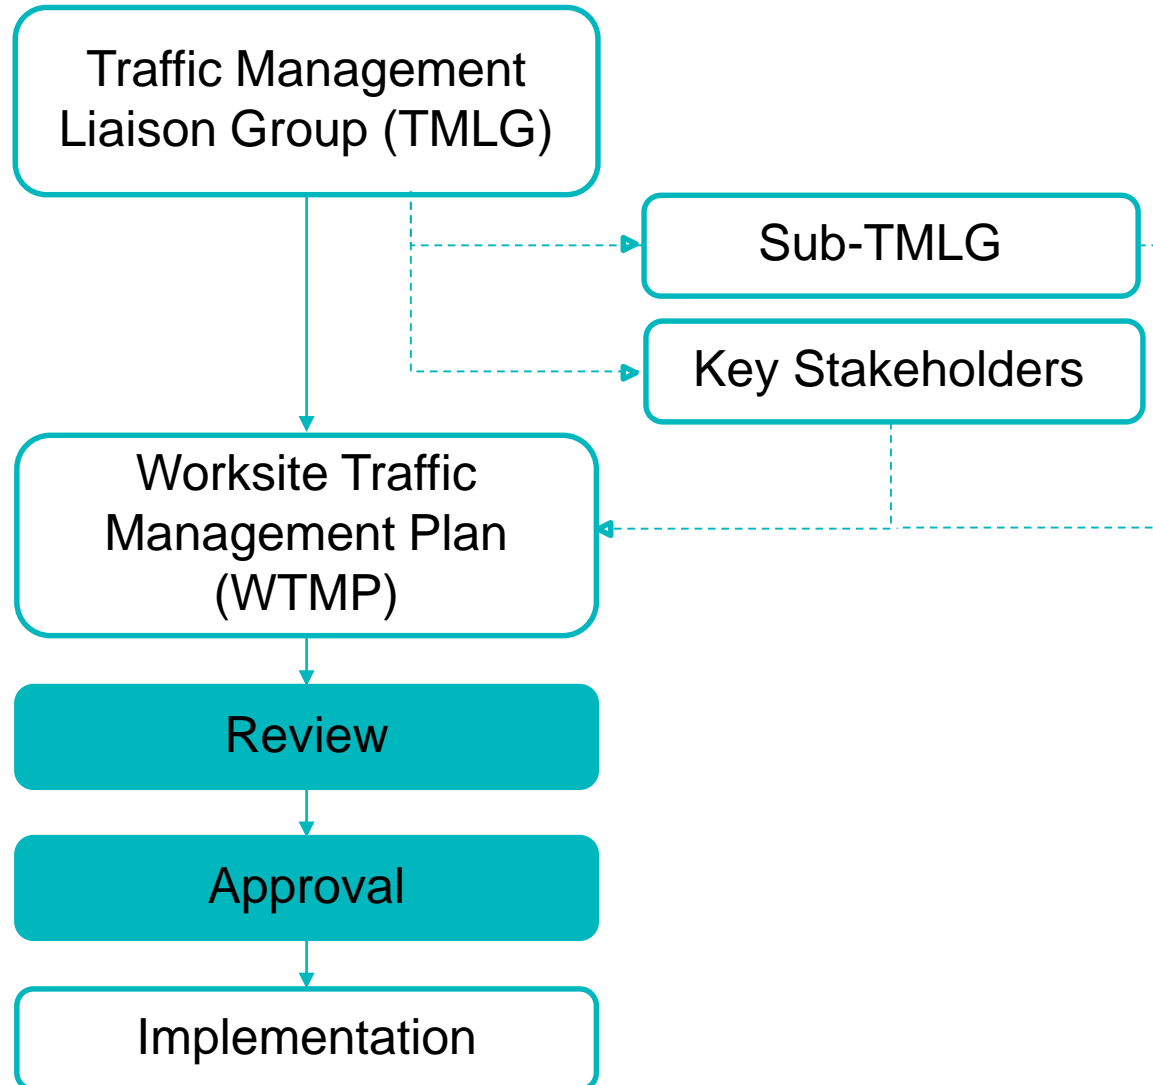 Traffic Management
Liaison Group (TMLG)
Sub-TMLG
Key Stakeholders
Worksite Traffic
Management Plan
(WTMP)
Review
Approval
Implementation